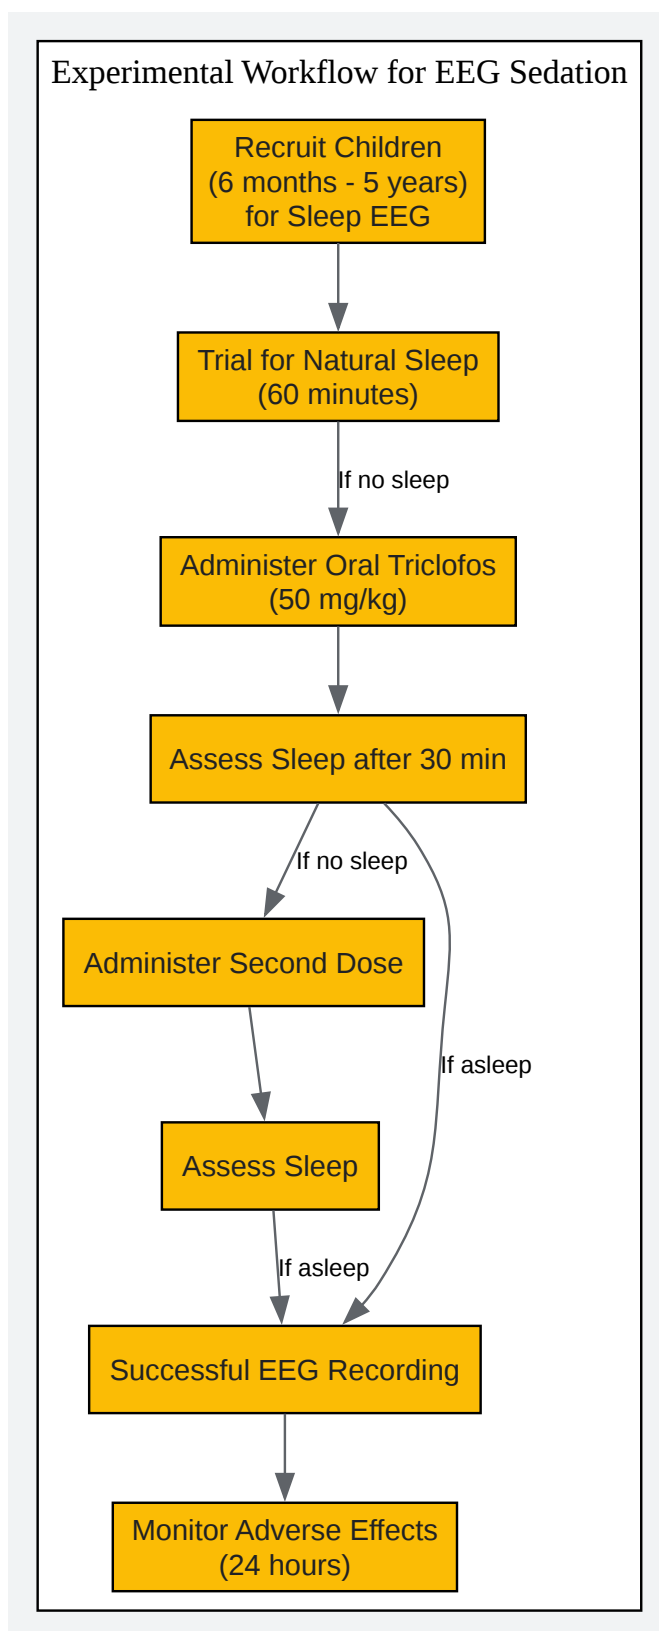 Experimental Workflow for EEG Sedation
Recruit Children
(6 months - 5 years)
for Sleep EEG
Trial for Natural Sleep
(60 minutes)
If no sleep
Administer Oral Triclofos
(50 mg/kg)
Assess Sleep after 30 min
If no sleep
Administer Second Dose
If asleep
Assess Sleep
If asleep
Successful EEG Recording
Monitor Adverse Effects
(24 hours)